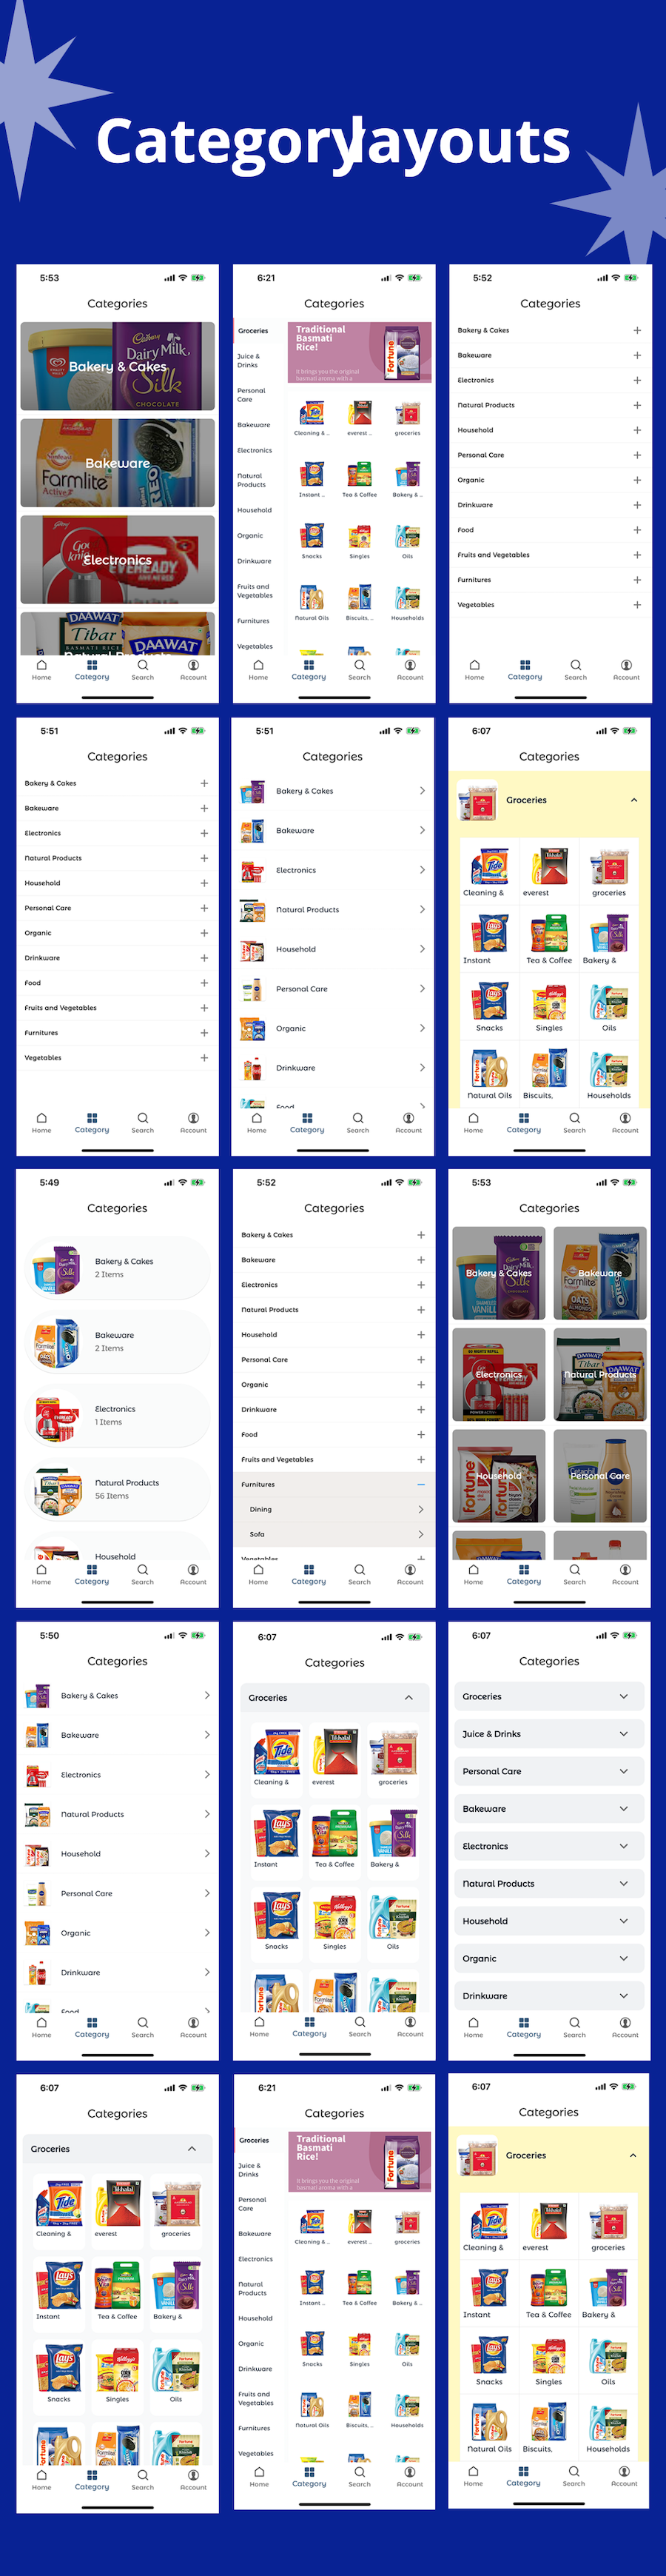 Categorylayouts
5:53
Categories
Bakery & Cakes
Bakeware
Electronics
Natural Products
Home
Category
Search
Account
6:21
Categories
Groceries
Juice &
Drinks
Personal
Care
Bakeware
Electronics
Natural
Products
Household
Organic
Drinkware
Fruits and
Vegetables
Furnitures
Vegetables
Traditional
Basmati
Rice!
It brings you the original
basmati aroma with a
Fortune
Cleaning & ..
everest ..
groceries
Instant ..
Tea & Coffee
Bakery & ..
Snacks
Singles
Oils
Natural Oils
Biscuits, ..
Households
Home
Category
Search
Account
5:52
Categories
Bakery & Cakes
Bakeware
Electronics
Natural Products
Household
Personal Care
Organic
Drinkware
Food
Fruits and Vegetables
Furnitures
Vegetables
Home
Category
Search
Account
5:51
Categories
Bakery & Cakes
Bakeware
Electronics
Natural Products
Household
Personal Care
Organic
Drinkware
Food
Fruits and Vegetables
Furnitures
Vegetables
Home
Category
Search
Account
5:51
Categories
Bakery & Cakes
Bakeware
Electronics
Natural Products
Household
Personal Care
Organic
Drinkware
Food
Home
Category
Search
Account
6:07
Categories
Groceries
Cleaning &
everest
groceries
Instant
Tea & Coffee
Bakery &
Snacks
Singles
Oils
Natural Oils
Biscuits,
Households
Home
Category
Search
Account
5:49
Categories
Bakery & Cakes
2 Items
Bakeware
2 Items
Electronics
1 Items
Natural Products
56 Items
Household
Home
Category
Search
Account
5:52
Categories
Bakery & Cakes
Bakeware
Electronics
Natural Products
Household
Personal Care
Organic
Drinkware
Food
Fruits and Vegetables
Furnitures
Dining
Sofa
Vegetables
Home
Category
Search
Account
5:53
Categories
Bakery & Cakes
Bakeware
Electronics
Natural Products
Household
Personal Care
Home
Category
Search
Account
5:50
Categories
Bakery & Cakes
Bakeware
Electronics
Natural Products
Household
Personal Care
Organic
Drinkware
Food
Home
Category
Search
Account
6:07
Categories
Groceries
Cleaning &
everest
groceries
Instant
Tea & Coffee
Bakery &
Snacks
Singles
Oils
Home
Category
Search
Account
6:07
Categories
Groceries
Juice & Drinks
Personal Care
Bakeware
Electronics
Natural Products
Household
Organic
Drinkware
Home
Category
Search
Account
6:07
Categories
Groceries
Cleaning &
everest
groceries
Instant
Tea & Coffee
Bakery &
Snacks
Singles
Oils
Home
Category
Search
Account
6:21
Categories
Groceries
Juice &
Drinks
Personal
Care
Bakeware
Electronics
Natural
Products
Household
Organic
Drinkware
Fruits and
Vegetables
Furnitures
Vegetables
Traditional
Basmati
Rice!
It brings you the original
basmati aroma with a
Fortune
Cleaning & ..
everest ..
groceries
Instant ..
Tea & Coffee
Bakery & ..
Snacks
Singles
Oils
Natural Oils
Biscuits, ..
Households
Home
Category
Search
Account
6:07
Categories
Groceries
Cleaning &
everest
groceries
Instant
Tea & Coffee
Bakery &
Snacks
Singles
Oils
Natural Oils
Biscuits,
Households
Home
Category
Search
Account